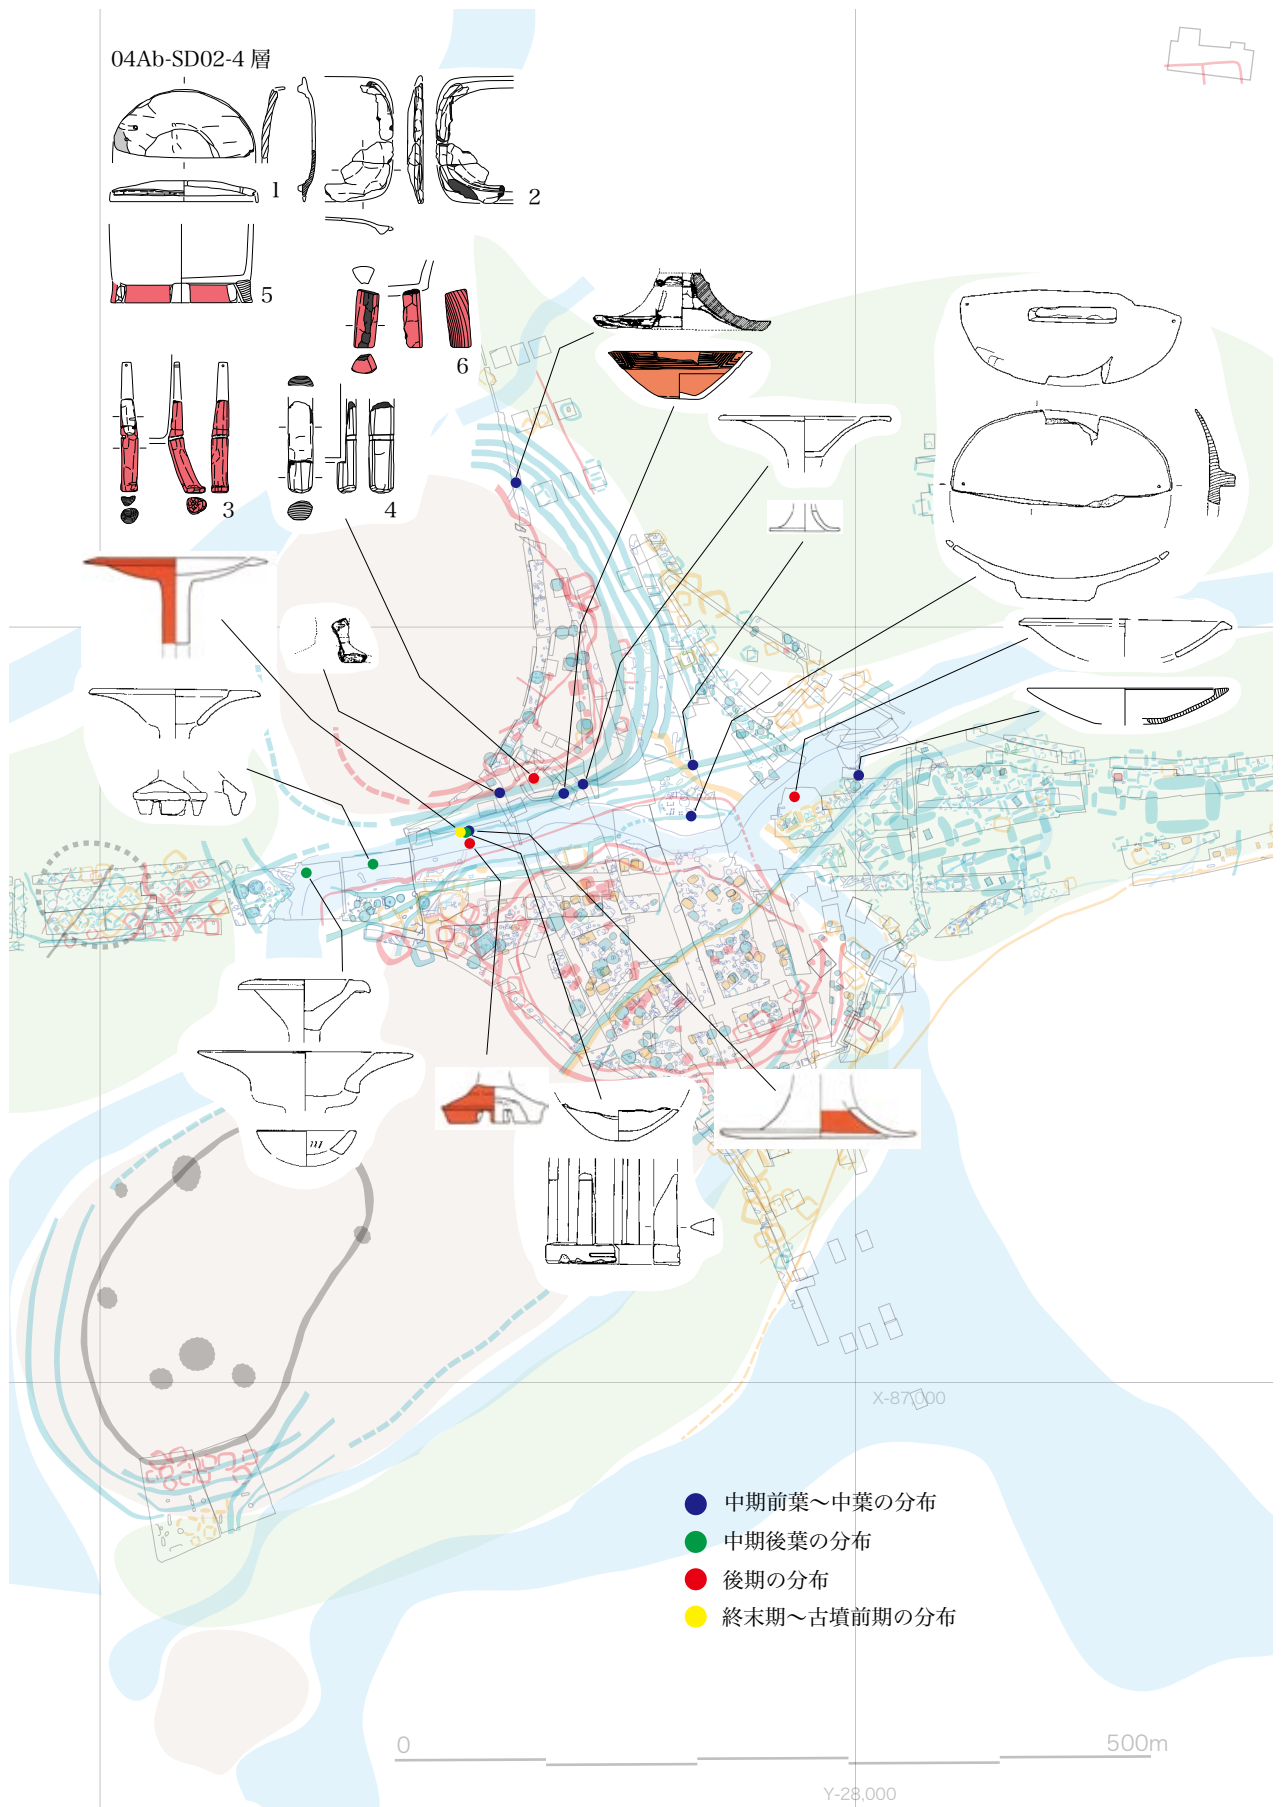 04Ab-SD02-4 層
1
2
5
6
3
4
X-87,000
中期前葉〜中葉の分布
中期後葉の分布
後期の分布
終末期〜古墳前期の分布
0
500m
Y-28,000